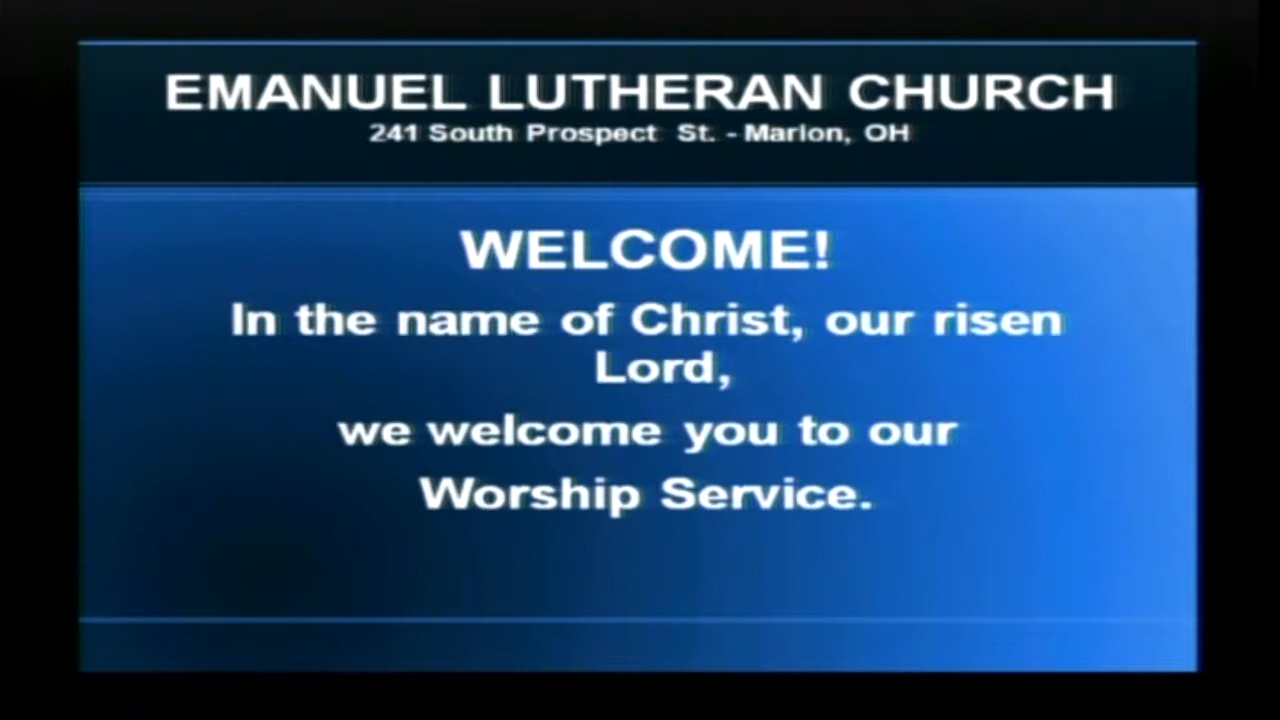 EMANUEL LUTHERAN CHURCH
241 South Prospect St. - Marion, OH
WELCOME!
In the name of Christ, our risen
Lord,
we welcome you to our
Worship Service.